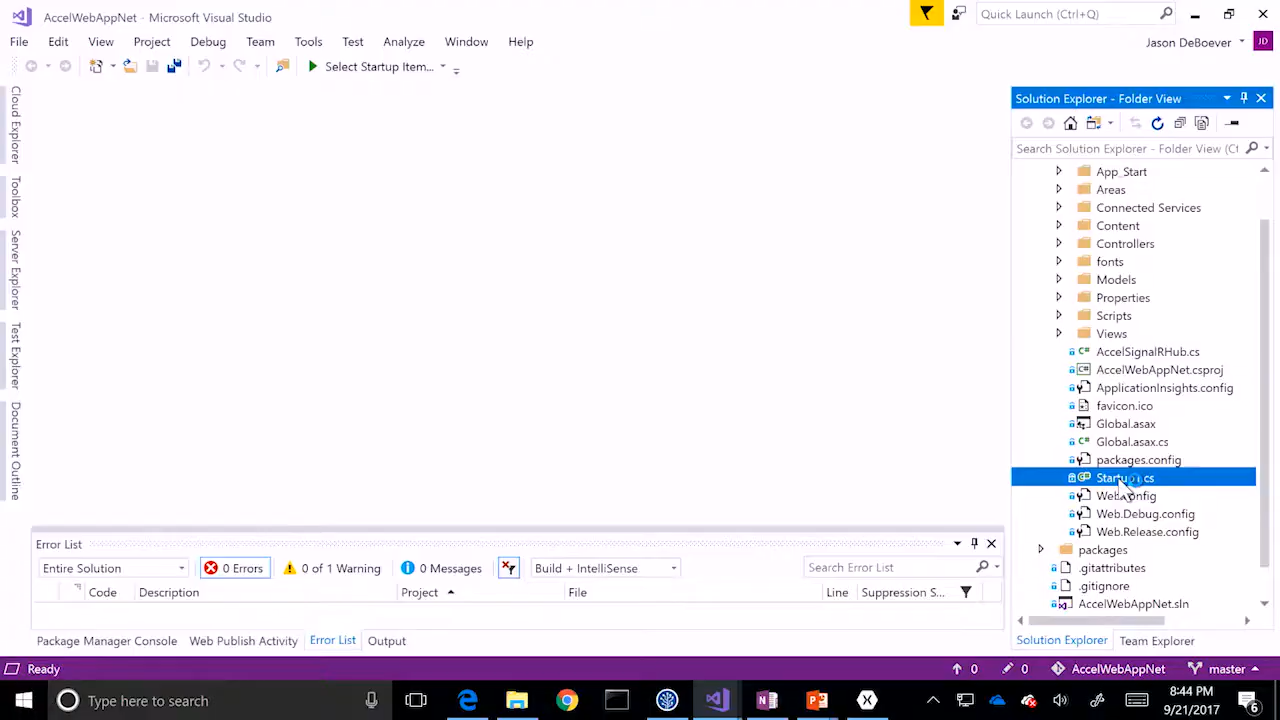 AccelWebAppNet - Microsoft Visual Studio
Quick Launch (Ctrl+Q)
File Edit View Project Debug Team Tools Test Analyze Window Help
Jason DeBoever JD
Select Startup Item...
Cloud Explorer
Toolbox
Server Explorer
Test Explorer
Document Outline
Solution Explorer - Folder View
Search Solution Explorer - Folder View (Ct
App_Start
Areas
Connected Services
Content
Controllers
fonts
Models
Properties
Scripts
Views
AccelSignalRHub.cs
AccelWebAppNet.csproj
ApplicationInsights.config
favicon.ico
Global.asax
Global.asax.cs
packages.config
Startup.cs
Web.config
Web.Debug.config
Web.Release.config
packages
.gitattributes
.gitignore
AccelWebAppNet.sln
Solution Explorer Team Explorer
Error List
Entire Solution 0 Errors 0 of 1 Warning 0 Messages Build + IntelliSense Search Error List
Code Description Project File Line Suppression S...
Package Manager Console Web Publish Activity Error List Output
Ready 0 0 AccelWebAppNet master
Type here to search
8:44 PM
9/21/2017
6